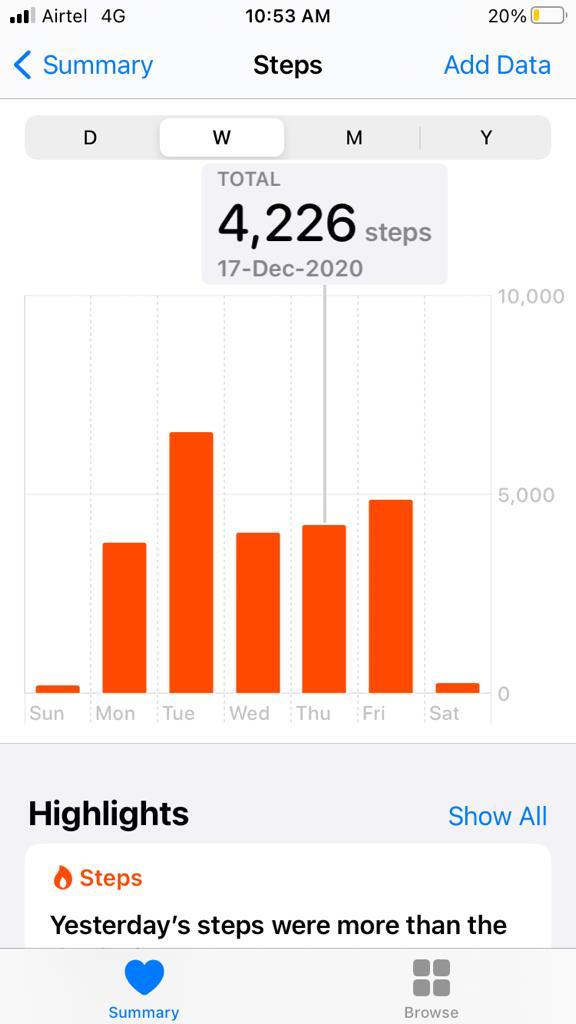 Airtel 4G 10:53 AM 20%
Summary Steps Add Data
D W M Y
TOTAL
4,226 steps
17-Dec-2020
10,000
5,000
0
Sun Mon Tue Wed Thu Fri Sat
Highlights Show All
Steps
Yesterday's steps were more than the
Summary Browse